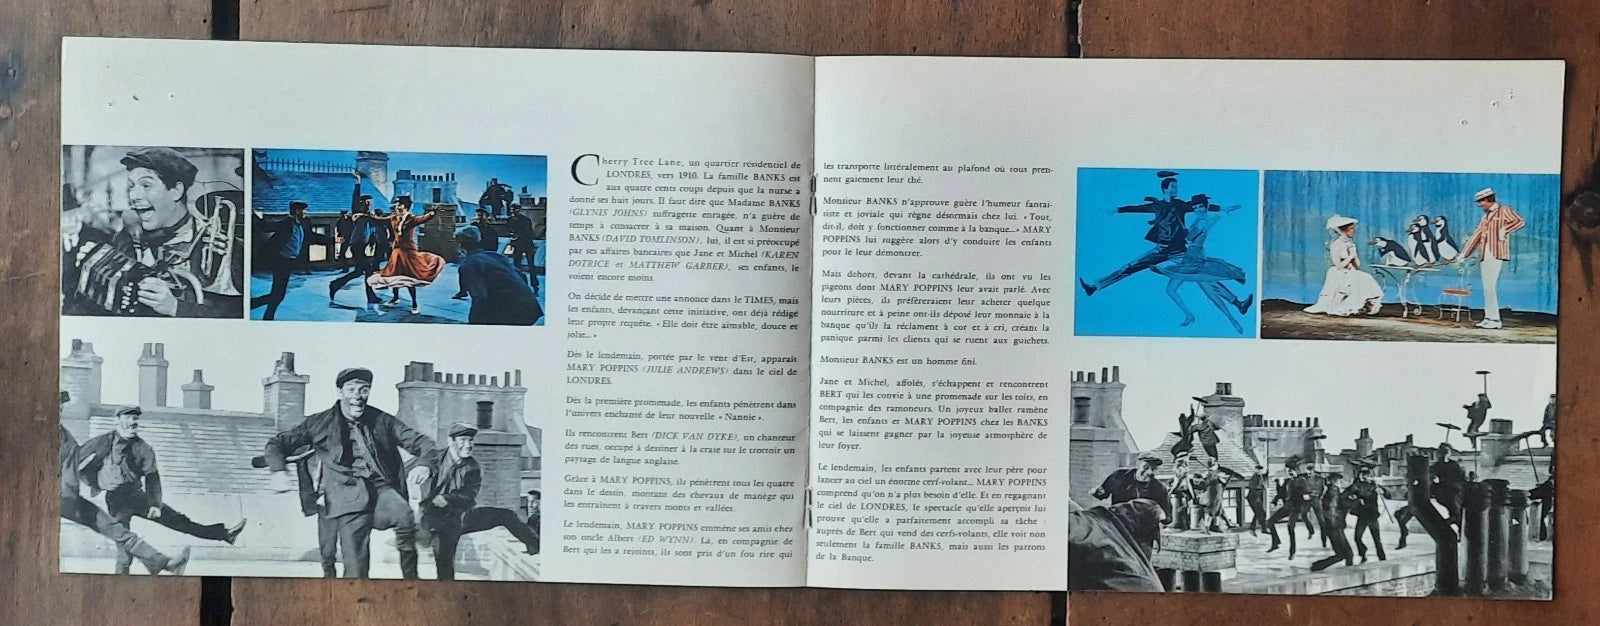 Cherry Tree Lane, un quartier résidentiel de
LONDRES, vers 1910. La famille BANKS est
aux quatre cents coups depuis que la nurse a
donné ses huit jours. Il faut dire que Madame BANKS
(GLYNIS JOHNS) suffragette enragée, n'a guère de
temps à consacrer à sa maison. Quant à Monsieur
BANKS (DAVID TOMLINSON), lui, il est si préoccupé
par ses affaires bancaires que Jane et Michel (KAREN
DOTRICE et MATTHEW GARBER), ses enfants, le
voient encore moins.
On décide de mettre une annonce dans le TIMES, mais
les enfants, devançant cette initiative, ont déjà rédigé
leur propre requête. « Elle doit être aimable, douce et
jolie... »
Dès le lendemain, portée par le vent d'Est, apparaît
MARY POPPINS (JULIE ANDREWS) dans le ciel de
LONDRES.
Dès la première promenade, les enfants pénètrent dans
l'univers enchanté de leur nouvelle « Nannie ».
Ils rencontrent Bert (DICK VAN DYKE), un chanteur
des rues, occupé à dessiner à la craie sur le trottoir un
paysage de langue anglaise.
Grâce à MARY POPPINS, ils pénètrent tous les quatre
dans le dessin, montant des chevaux de manège qui
les entraînent à travers monts et vallées.
Le lendemain, MARY POPPINS emmène ses amis chez
son oncle Albert (ED WYNN). Là, en compagnie de
Bert qui les a rejoints, ils sont pris d'un fou rire qui
les transporte littéralement au plafond où tous pren-
nent gaiement leur thé.
Monsieur BANKS n'approuve guère l'humeur fantai-
siste et joviale qui règne désormais chez lui. « Tout,
dit-il, doit y fonctionner comme à la banque...» MARY
POPPINS lui suggère alors d'y conduire les enfants
pour le leur démontrer.
Mais dehors, devant la cathédrale, ils ont vu les
pigeons dont MARY POPPINS leur avait parlé. Avec
leurs pièces, ils préfèreraient leur acheter quelque
nourriture et à peine ont-ils déposé leur monnaie à la
banque qu'ils la réclament à cor et à cri, créant la
panique parmi les clients qui se ruent aux guichets.
Monsieur BANKS est un homme fini.
Jane et Michel, affolés, s'échappent et rencontrent
BERT qui les convie à une promenade sur les toits, en
compagnie des ramoneurs. Un joyeux ballet ramène
Bert, les enfants et MARY POPPINS chez les BANKS
qui se laissent gagner par la joyeuse atmosphère de
leur foyer.
Le lendemain, les enfants partent avec leur père pour
lancer au ciel un énorme cerf-volant... MARY POPPINS
comprend qu'on n'a plus besoin d'elle. Et en regagnant
le ciel de LONDRES, le spectacle qu'elle aperçoit lui
prouve qu'elle a parfaitement accompli sa tâche :
auprès de Bert qui vend des cerfs-volants, elle voit non
seulement la famille BANKS, mais aussi les patrons
de la Banque.